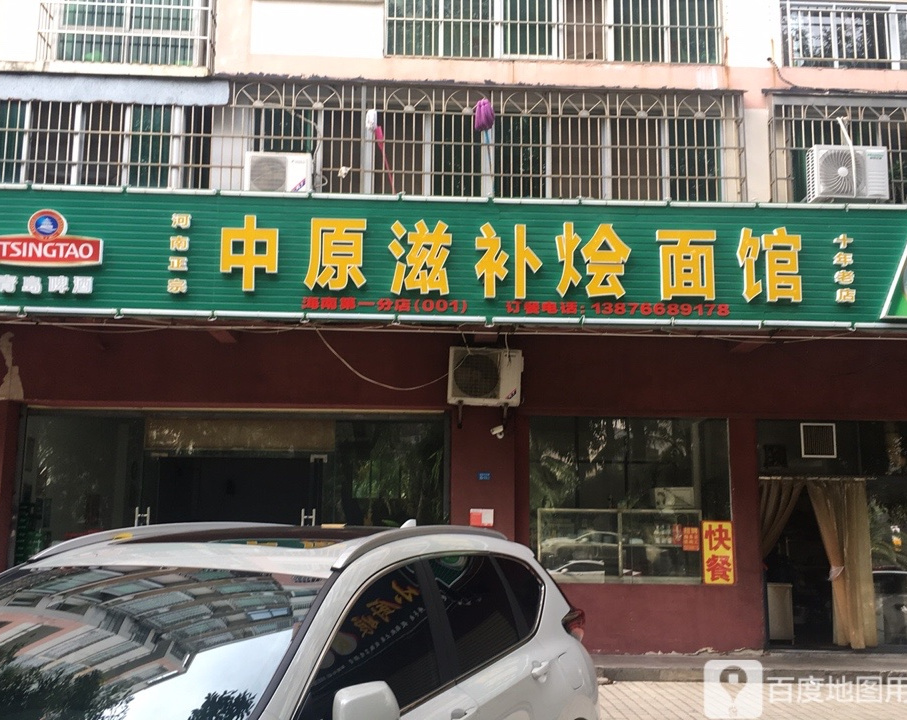 TSINGTAO
青岛啤酒
河南正宗
中原滋补烩面馆
十年老店
海南第一分店(001) 订餐电话:13876689178
快餐
百度地图用